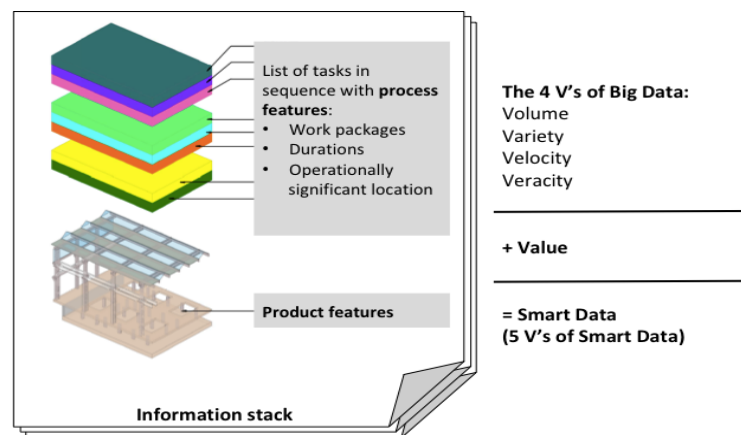 List of tasks in
sequence with process
features:
• Work packages
• Durations
• Operationally
significant location
Product features
Information stack
The 4 V’s of Big Data:
Volume
Variety
Velocity
Veracity
+ Value
= Smart Data
(5 V’s of Smart Data)